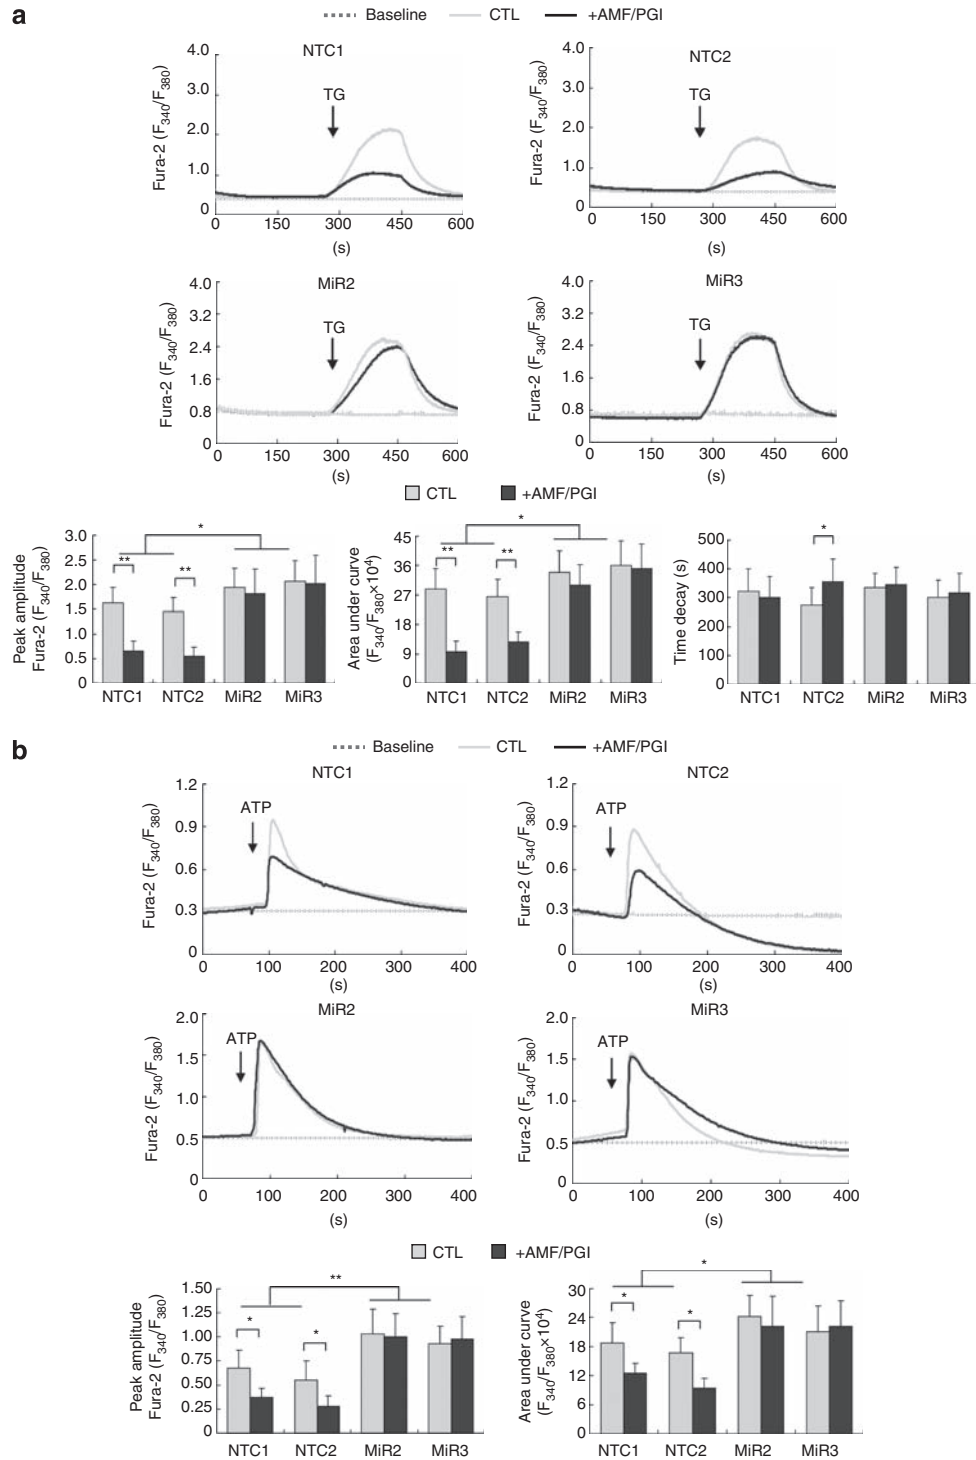 a
Baseline CTL +AMF/PGI
NTC1
Fura-2 (F340/F380)
4.0
3.0
2.0
1.0
0
TG
0 150 300 450 600
(s)
NTC2
Fura-2 (F340/F380)
4.0
3.0
2.0
1.0
0
TG
0 150 300 450 600
(s)
MiR2
Fura-2 (F340/F380)
4.0
3.2
2.4
1.6
0.8
0
TG
0 150 300 450 600
(s)
MiR3
Fura-2 (F340/F380)
4.0
3.2
2.4
1.6
0.8
0
TG
0 150 300 450 600
(s)
CTL +AMF/PGI
Peak amplitude
Fura-2 (F340/F380)
3.0
2.5
2.0
1.5
1.0
0.5
0
*
**
**
NTC1 NTC2 MiR2 MiR3
Area under curve
(F340/F380×10⁴)
45
36
27
18
9
0
*
**
**
NTC1 NTC2 MiR2 MiR3
Time decay (s)
500
400
300
200
100
0
*
NTC1 NTC2 MiR2 MiR3
b
Baseline CTL +AMF/PGI
NTC1
Fura-2 (F340/F380)
1.2
0.9
0.6
0.3
0
ATP
0 100 200 300 400
(s)
NTC2
Fura-2 (F340/F380)
1.2
0.9
0.6
0.3
0
ATP
0 100 200 300 400
(s)
MiR2
Fura-2 (F340/F380)
2.0
1.5
1.0
0.5
0
ATP
0 100 200 300 400
(s)
MiR3
Fura-2 (F340/F380)
2.0
1.5
1.0
0.5
0
ATP
0 100 200 300 400
(s)
CTL +AMF/PGI
Peak amplitude
Fura-2 (F340/F380)
1.50
1.25
1.00
0.75
0.50
0.25
0
**
*
*
NTC1 NTC2 MiR2 MiR3
Area under curve
(F340/F380×10⁴)
30
24
18
12
6
0
*
*
*
NTC1 NTC2 MiR2 MiR3